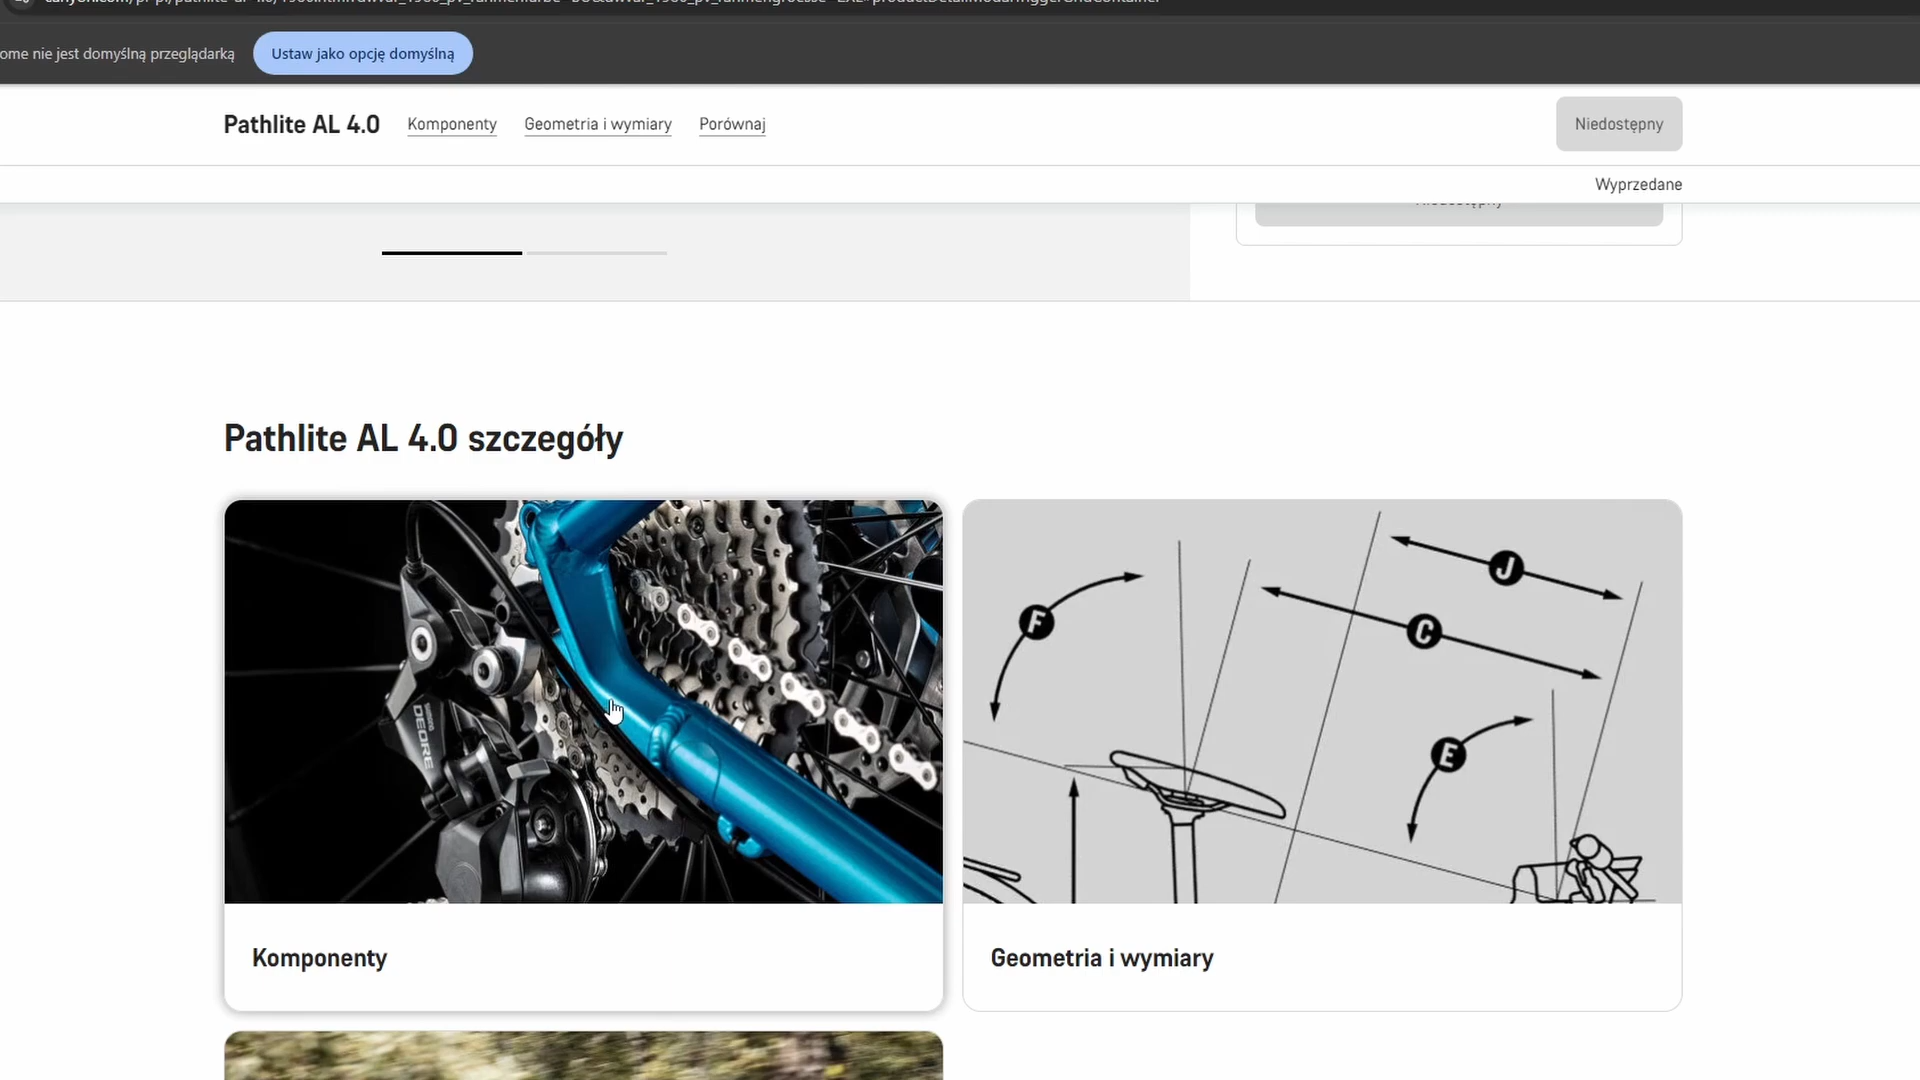 ome nie jest domyślną przeglądarką
Ustaw jako opcję domyślną
Pathlite AL 4.0
Komponenty
Geometria i wymiary
Porównaj
Niedostępny
Wyprzedane
Pathlite AL 4.0 szczegóły
SHIMANO
DEORE
F
J
C
E
Komponenty
Geometria i wymiary